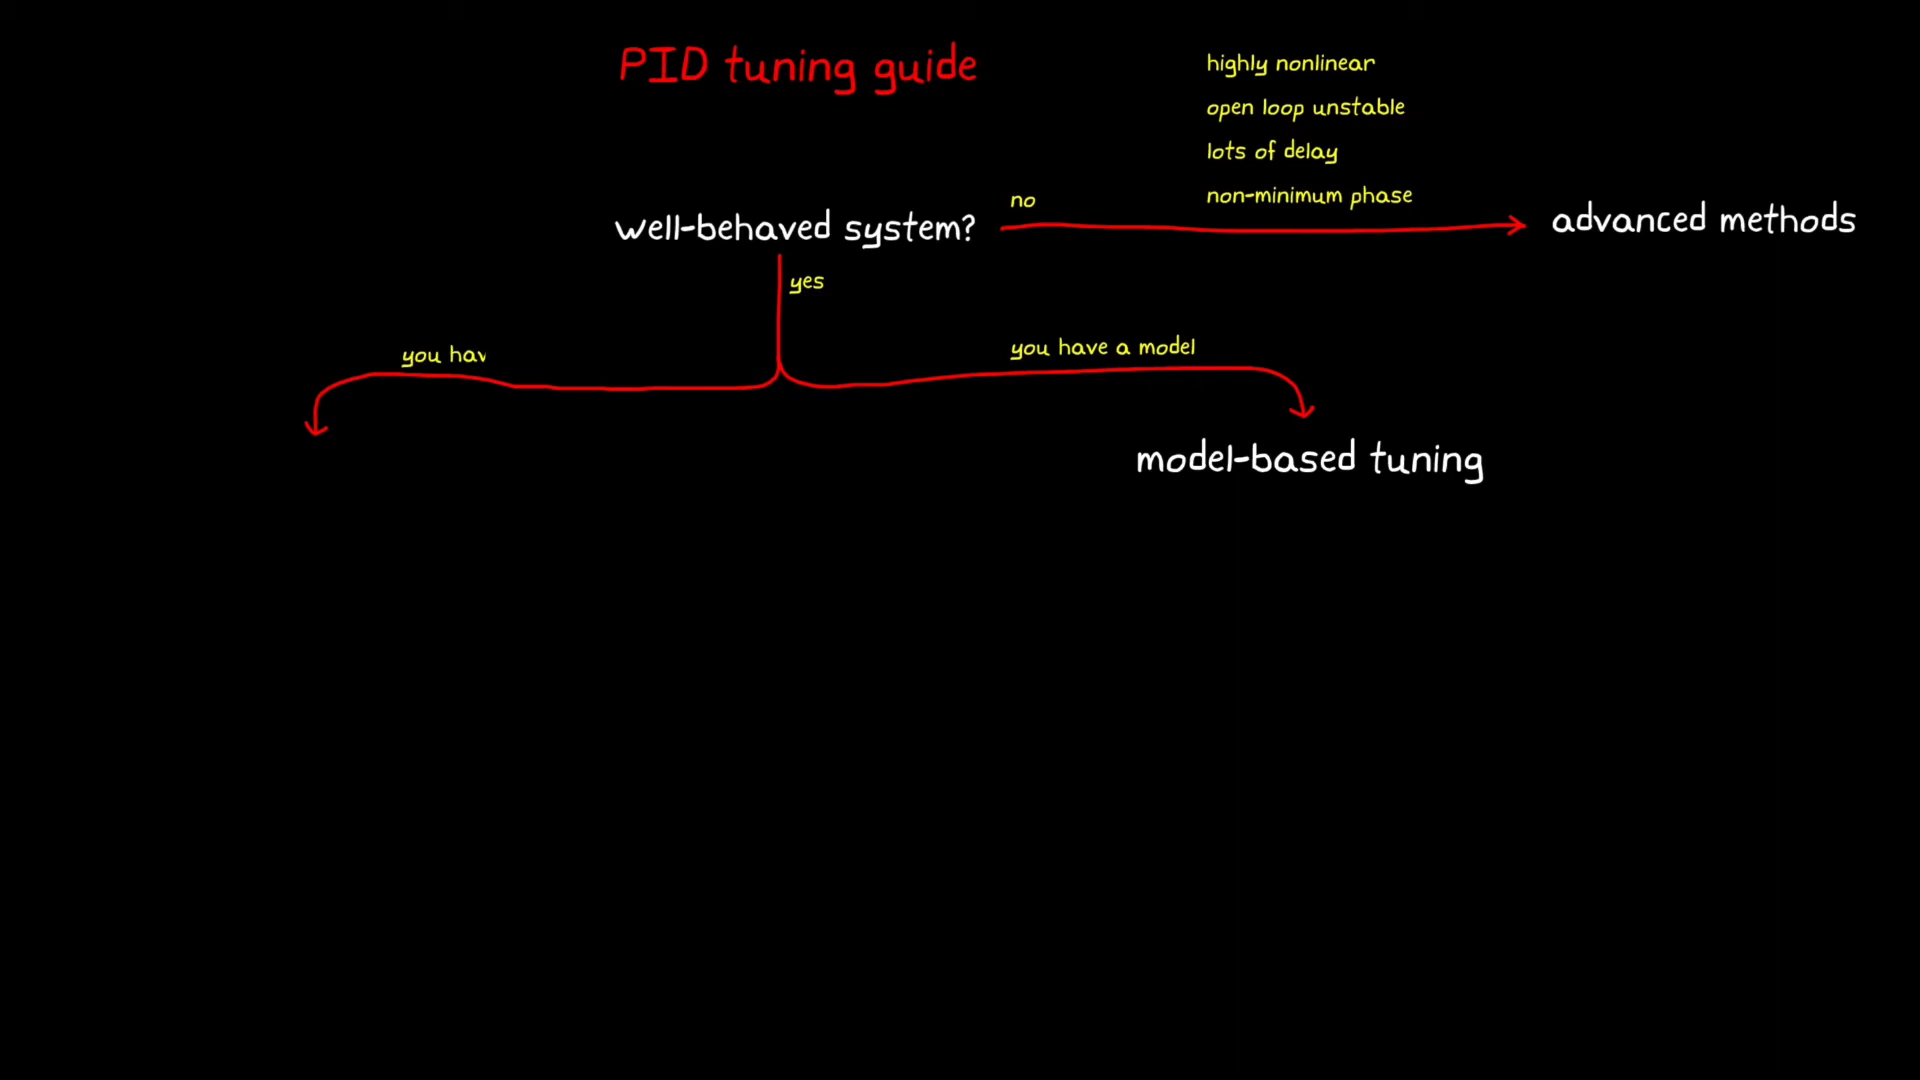 PID tuning guide
highly nonlinear
open loop unstable
lots of delay
non-minimum phase
no
well-behaved system?
advanced methods
yes
you hav
you have a model
model-based tuning